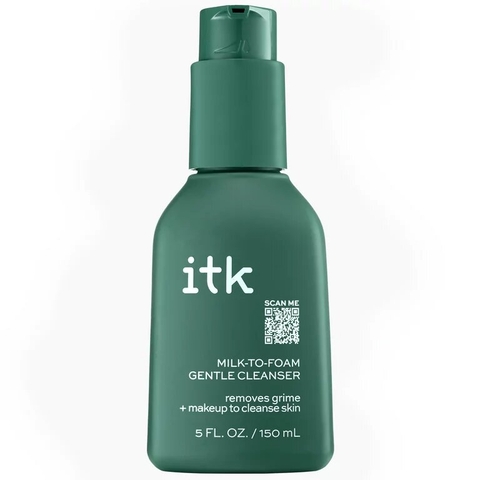 itk
SCAN ME
MILK-TO-FOAM
GENTLE CLEANSER
removes grime
+ makeup to cleanse skin
5 FL. OZ. / 150 mL